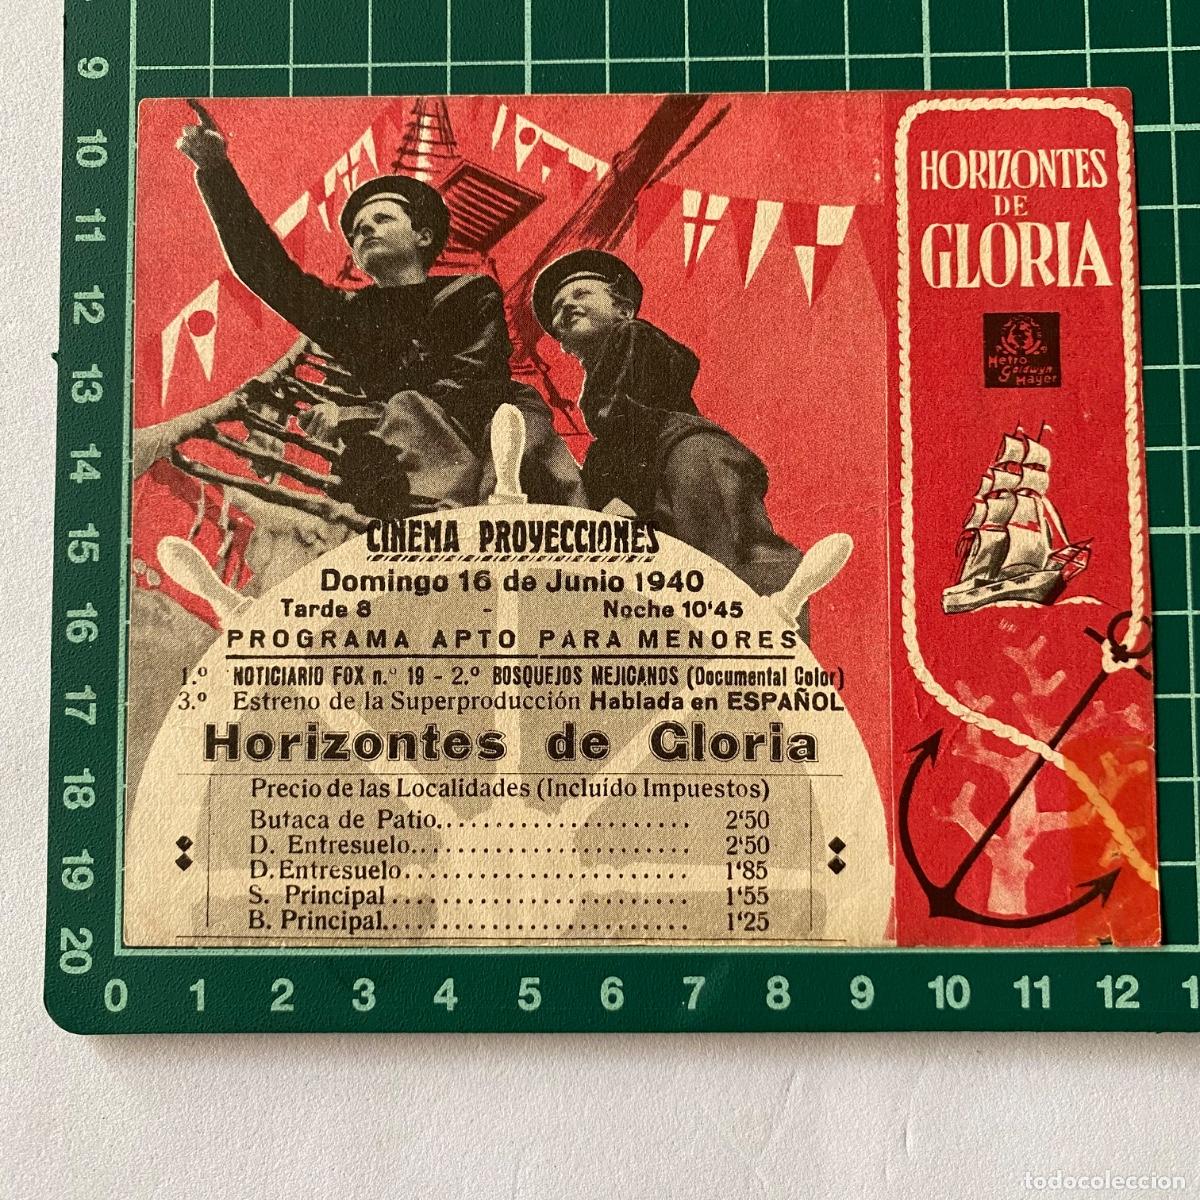 HORIZONTES
DE
GLORIA
Metro
Goldwyn
Mayer
CINEMA PROYECCIONES
Domingo 16 de Junio 1940
Tarde 8 - Noche 10'45
PROGRAMA APTO PARA MENORES
1.º NOTICIARIO FOX n.º 19 - 2.º BOSQUEJOS MEJICANOS (Documental Color)
3.º Estreno de la Superproducción Hablada en ESPAÑOL
Horizontes de Gloria
Precio de las Localidades (Incluído Impuestos)
Butaca de Patio........................ 2'50
D. Entresuelo........................ 2'50
D. Entresuelo........................ 1'85
S. Principal........................ 1'55
B. Principal........................ 1'25
9
10
11
12
13
14
15
16
17
18
19
20
0 1 2 3 4 5 6 7 8 9 10 11 12 1
todocoleccion